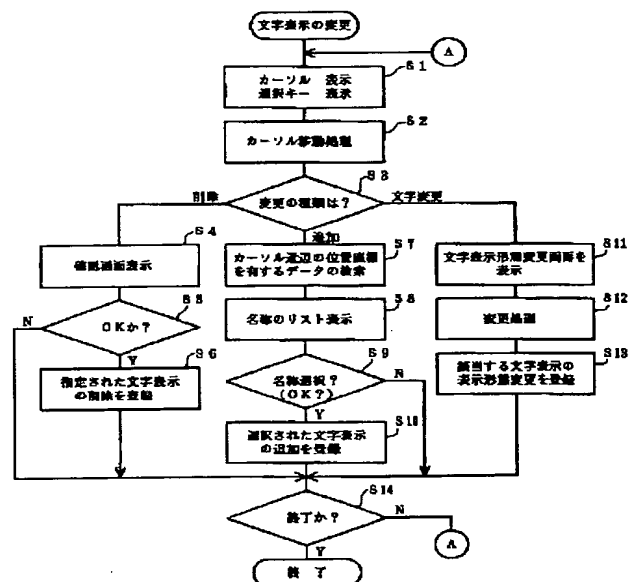 文字表示の変更
A
S1
カーソル 表示
選択キー 表示
S2
カーソル移動処理
S3
変更の種類は？
削除
文字変更
追加
S4
確認画面表示
S5
OKか？
N
Y
S6
指定された文字表示
の削除を登録
S7
カーソル近辺の位置座標
を有するデータの検索
S8
名称のリスト表示
S9
名称選択？
(OK？)
N
Y
S10
選択された文字表示
の追加を登録
S11
文字表示形態変更画面を
表示
S12
変更処理
S13
該当する文字表示の
表示形態変更を登録
S14
終了か？
N
A
Y
終 了